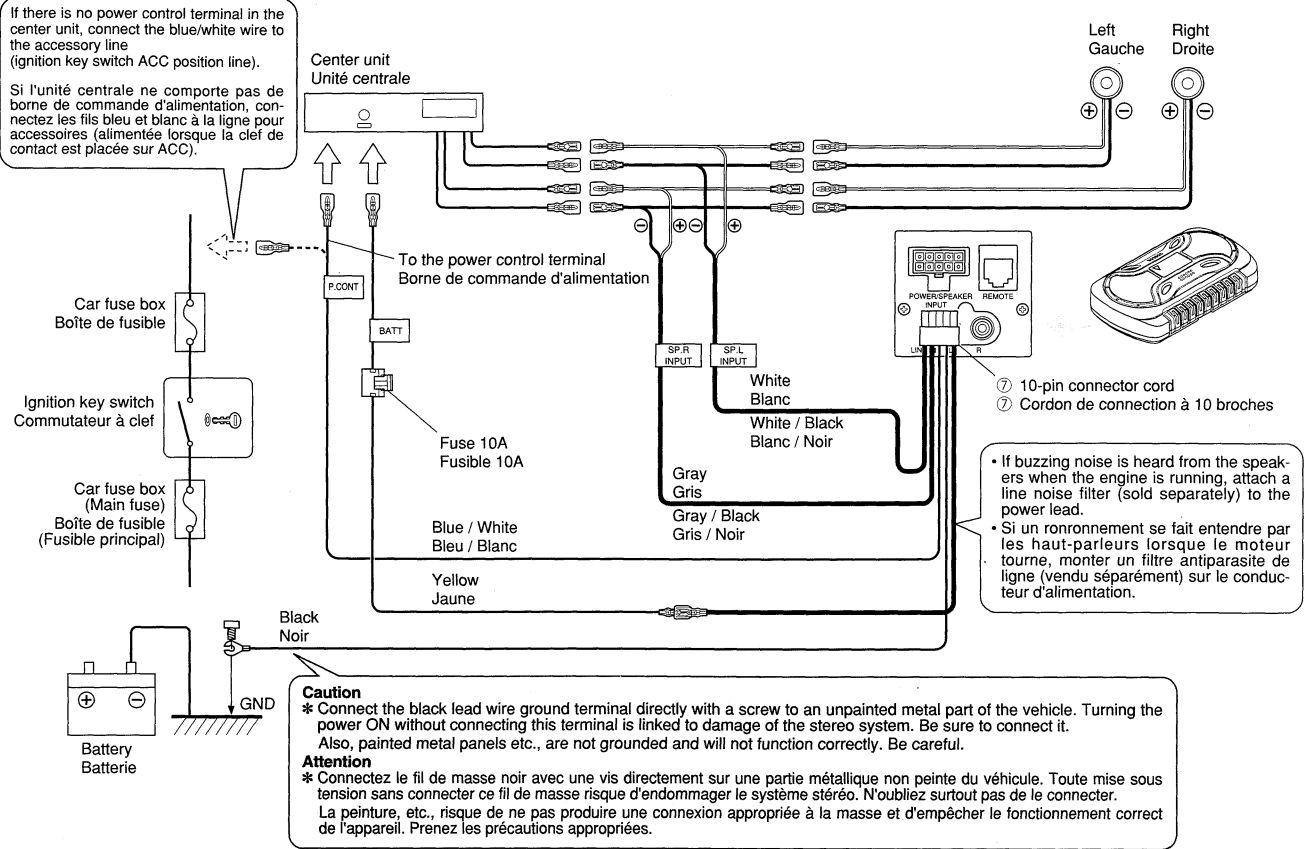 If there is no power control terminal in the
center unit, connect the blue/white wire to
the accessory line
(ignition key switch ACC position line).
Si l'unité centrale ne comporte pas de
borne de commande d'alimentation, con-
nectez les fils bleu et blanc à la ligne pour
accessoires (alimentée lorsque la clef de
contact est placée sur ACC).
Center unit
Unité centrale
Left
Gauche
Right
Droite
⊕ ⊖
⊕ ⊖
⊖ ⊕ ⊖ ⊕
To the power control terminal
Borne de commande d'alimentation
P.CONT
BATT
Car fuse box
Boîte de fusible
POWER/SPEAKER
INPUT
REMOTE
R
SP.R
INPUT
SP.L
INPUT
⑦ 10-pin connector cord
⑦ Cordon de connection à 10 broches
White
Blanc
White / Black
Blanc / Noir
Ignition key switch
Commutateur à clef
Fuse 10A
Fusible 10A
Gray
Gris
Gray / Black
Gris / Noir
Car fuse box
(Main fuse)
Boîte de fusible
(Fusible principal)
Blue / White
Bleu / Blanc
Yellow
Jaune
• If buzzing noise is heard from the speak-
ers when the engine is running, attach a
line noise filter (sold separately) to the
power lead.
• Si un ronronnement se fait entendre par
les haut-parleurs lorsque le moteur
tourne, monter un filtre antiparasite de
ligne (vendu séparément) sur le conduc-
teur d'alimentation.
Black
Noir
⊕ ⊖
GND
Battery
Batterie
Caution
✻ Connect the black lead wire ground terminal directly with a screw to an unpainted metal part of the vehicle. Turning the
power ON without connecting this terminal is linked to damage of the stereo system. Be sure to connect it.
Also, painted metal panels etc., are not grounded and will not function correctly. Be careful.
Attention
✻ Connectez le fil de masse noir avec une vis directement sur une partie métallique non peinte du véhicule. Toute mise sous
tension sans connecter ce fil de masse risque d'endommager le système stéréo. N'oubliez surtout pas de le connecter.
La peinture, etc., risque de ne pas produire une connexion appropriée à la masse et d'empêcher le fonctionnement correct
de l'appareil. Prenez les précautions appropriées.